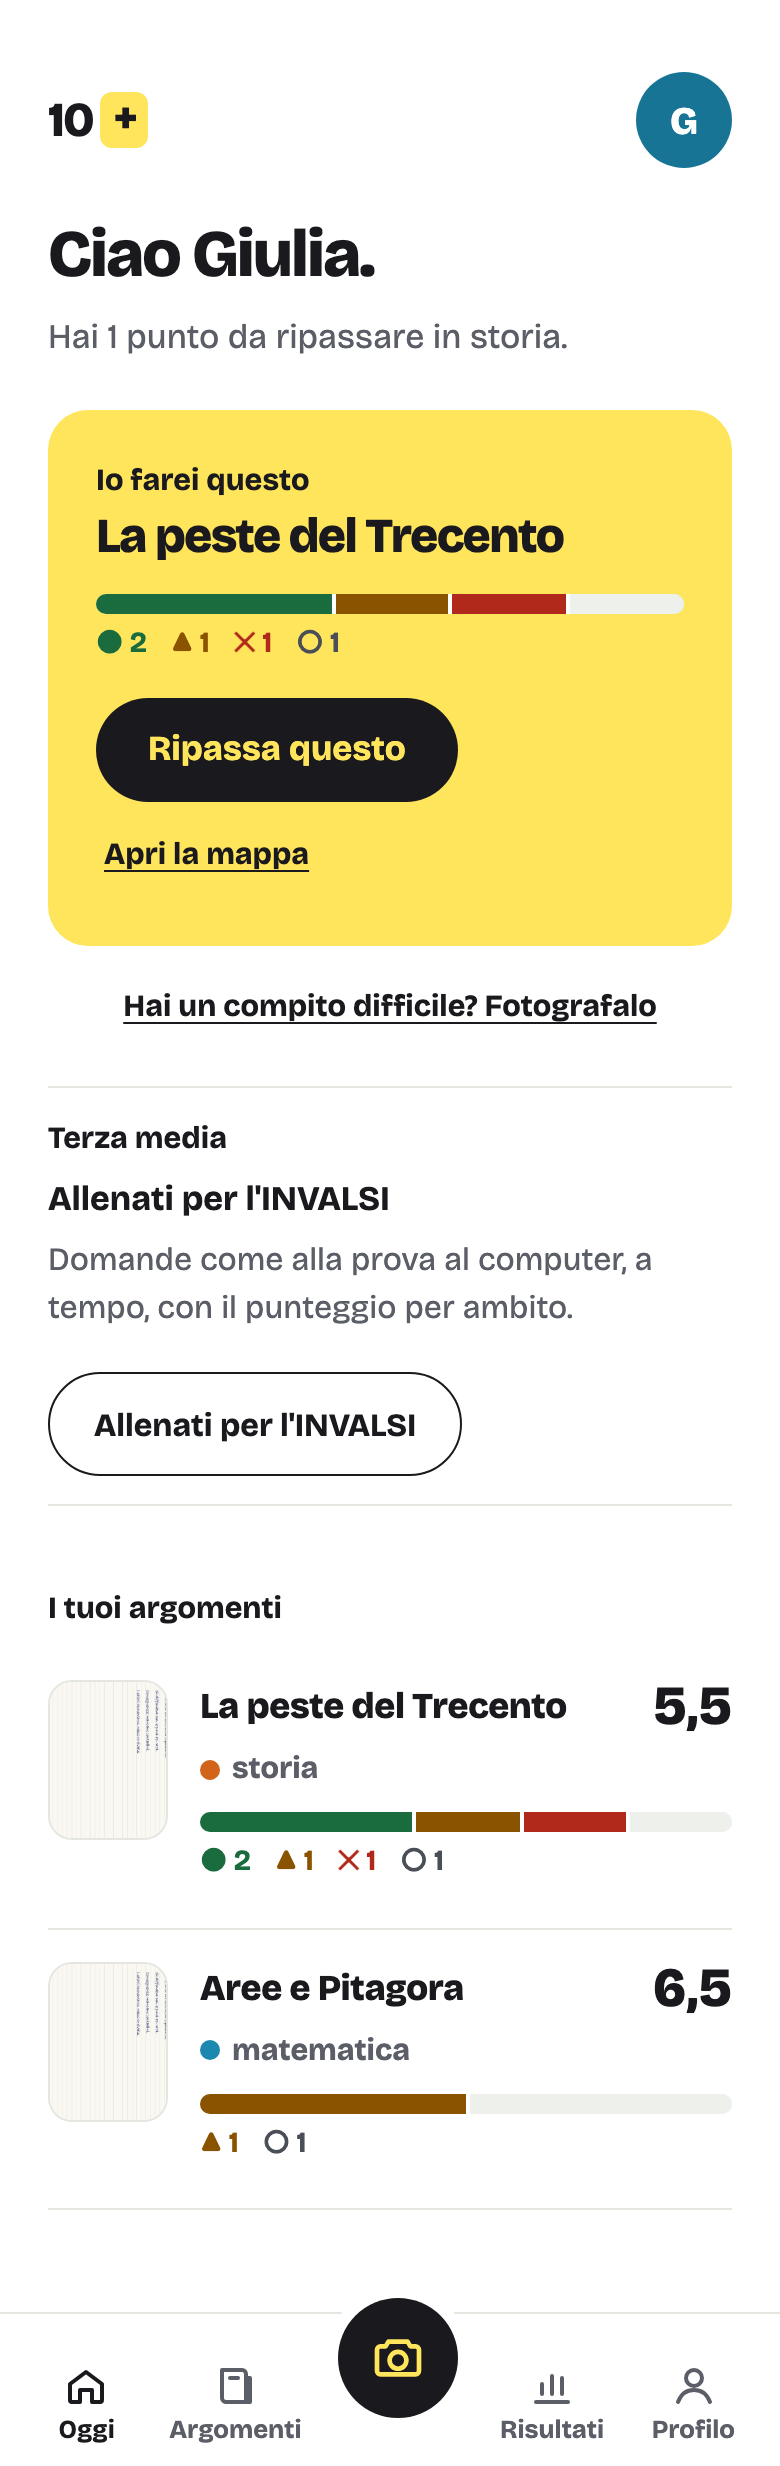 10 +
G
Ciao Giulia.
Hai 1 punto da ripassare in storia.
Io farei questo
La peste del Trecento
2 1 1 1
Ripassa questo
Apri la mappa
Hai un compito difficile? Fotografalo
Terza media
Allenati per l'INVALSI
Domande come alla prova al computer, a
tempo, con il punteggio per ambito.
Allenati per l'INVALSI
I tuoi argomenti
La peste del Trecento 5,5
storia
2 1 1 1
Aree e Pitagora 6,5
matematica
1 1
Oggi Argomenti Risultati Profilo